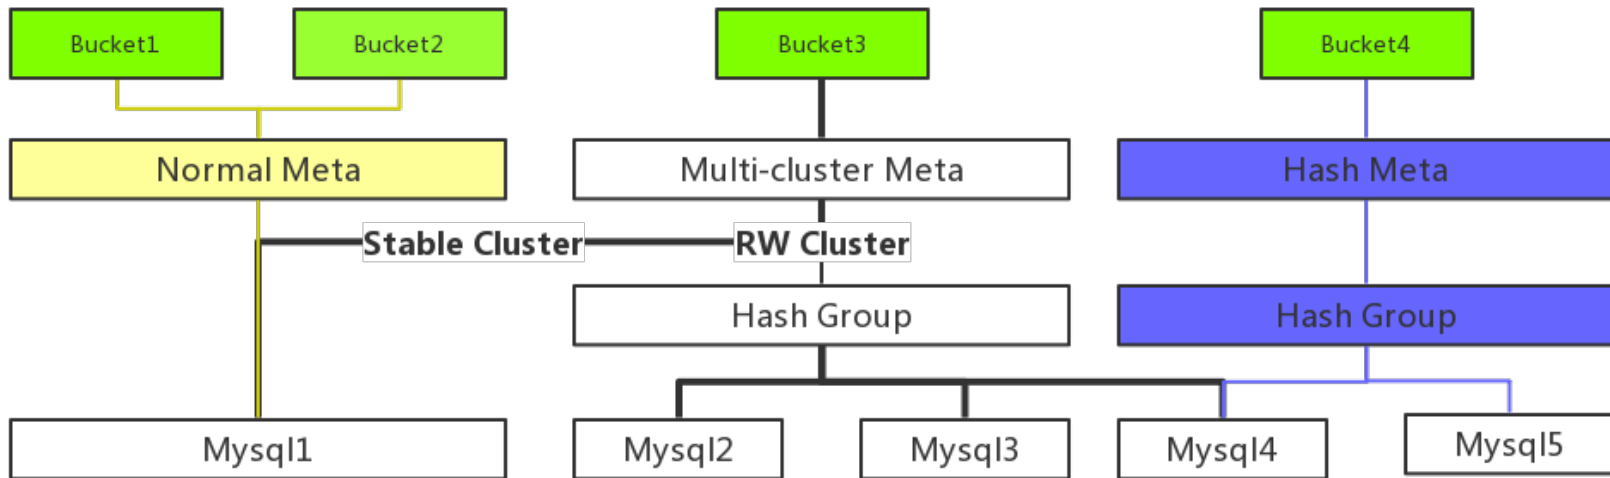 Bucket1
Bucket2
Bucket3
Bucket4
Normal Meta
Multi-cluster Meta
Hash Meta
Stable Cluster
RW Cluster
Hash Group
Hash Group
Mysql1
Mysql2
Mysql3
Mysql4
Mysql5